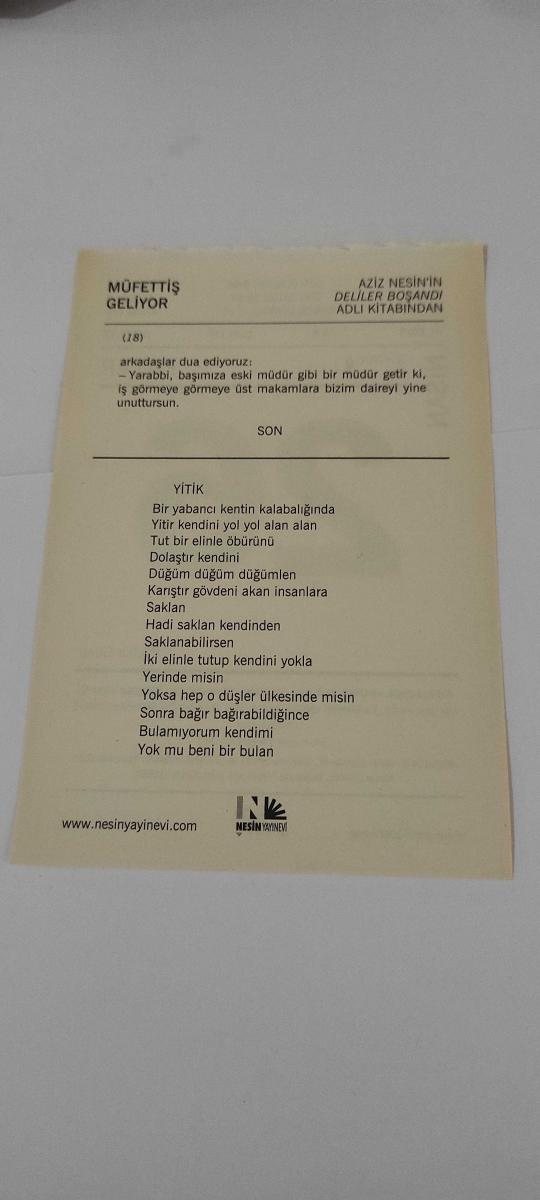 MÜFETTİŞ
GELİYOR
AZİZ NESİN'İN
DELİLER BOŞANDI
ADLI KİTABINDAN
(18)
arkadaşlar dua ediyoruz:
– Yarabbi, başımıza eski müdür gibi bir müdür getir ki,
iş görmeye görmeye üst makamlara bizim daireyi yine
unuttursun.
SON
YİTİK
Bir yabancı kentin kalabalığında
Yitir kendini yol yol alan alan
Tut bir elinle öbürünü
Dolaştır kendini
Düğüm düğüm düğümlen
Karıştır gövdeni akan insanlara
Saklan
Hadi saklan kendinden
Saklanabilirsen
İki elinle tutup kendini yokla
Yerinde misin
Yoksa hep o düşler ülkesinde misin
Sonra bağır bağırabildiğince
Bulamıyorum kendimi
Yok mu beni bir bulan
www.nesinyayinevi.com
NESİN YAYINEVİ